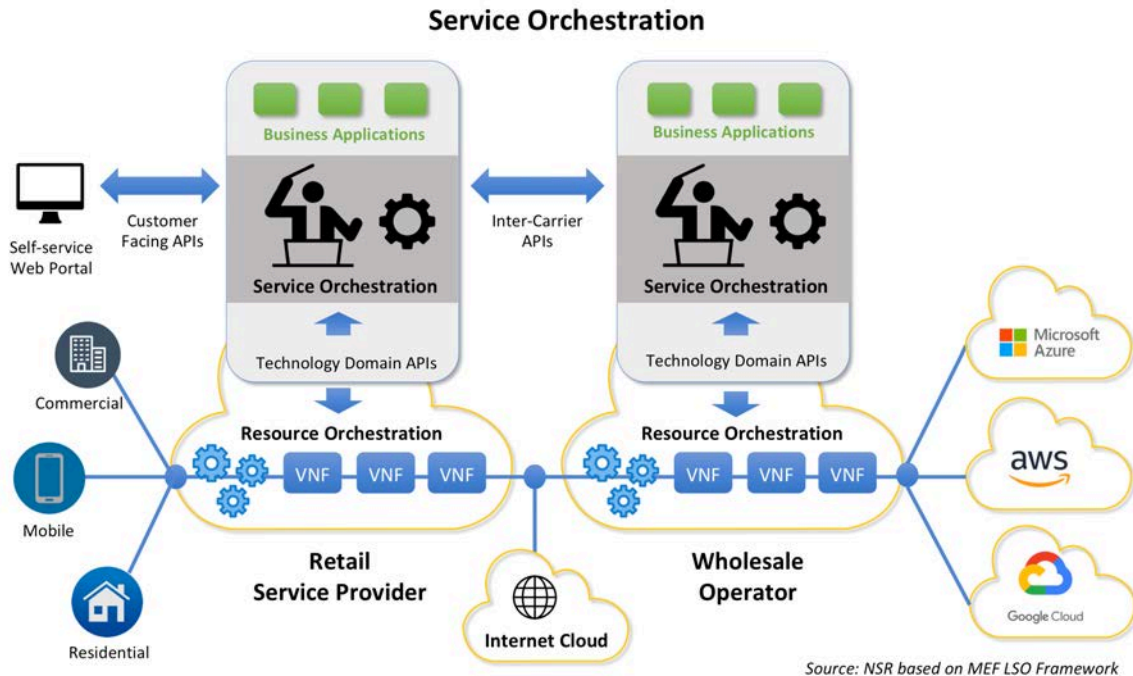 Service Orchestration
Business Applications
Business Applications
Self-service
Web Portal
Customer
Facing APIs
Inter-Carrier
APIs
Service Orchestration
Service Orchestration
Technology Domain APIs
Technology Domain APIs
Commercial
Mobile
Residential
Resource Orchestration
VNF
VNF
VNF
Resource Orchestration
VNF
VNF
VNF
Retail
Service Provider
Internet Cloud
Wholesale
Operator
Microsoft
Azure
aws
Google Cloud
Source: NSR based on MEF LSO Framework